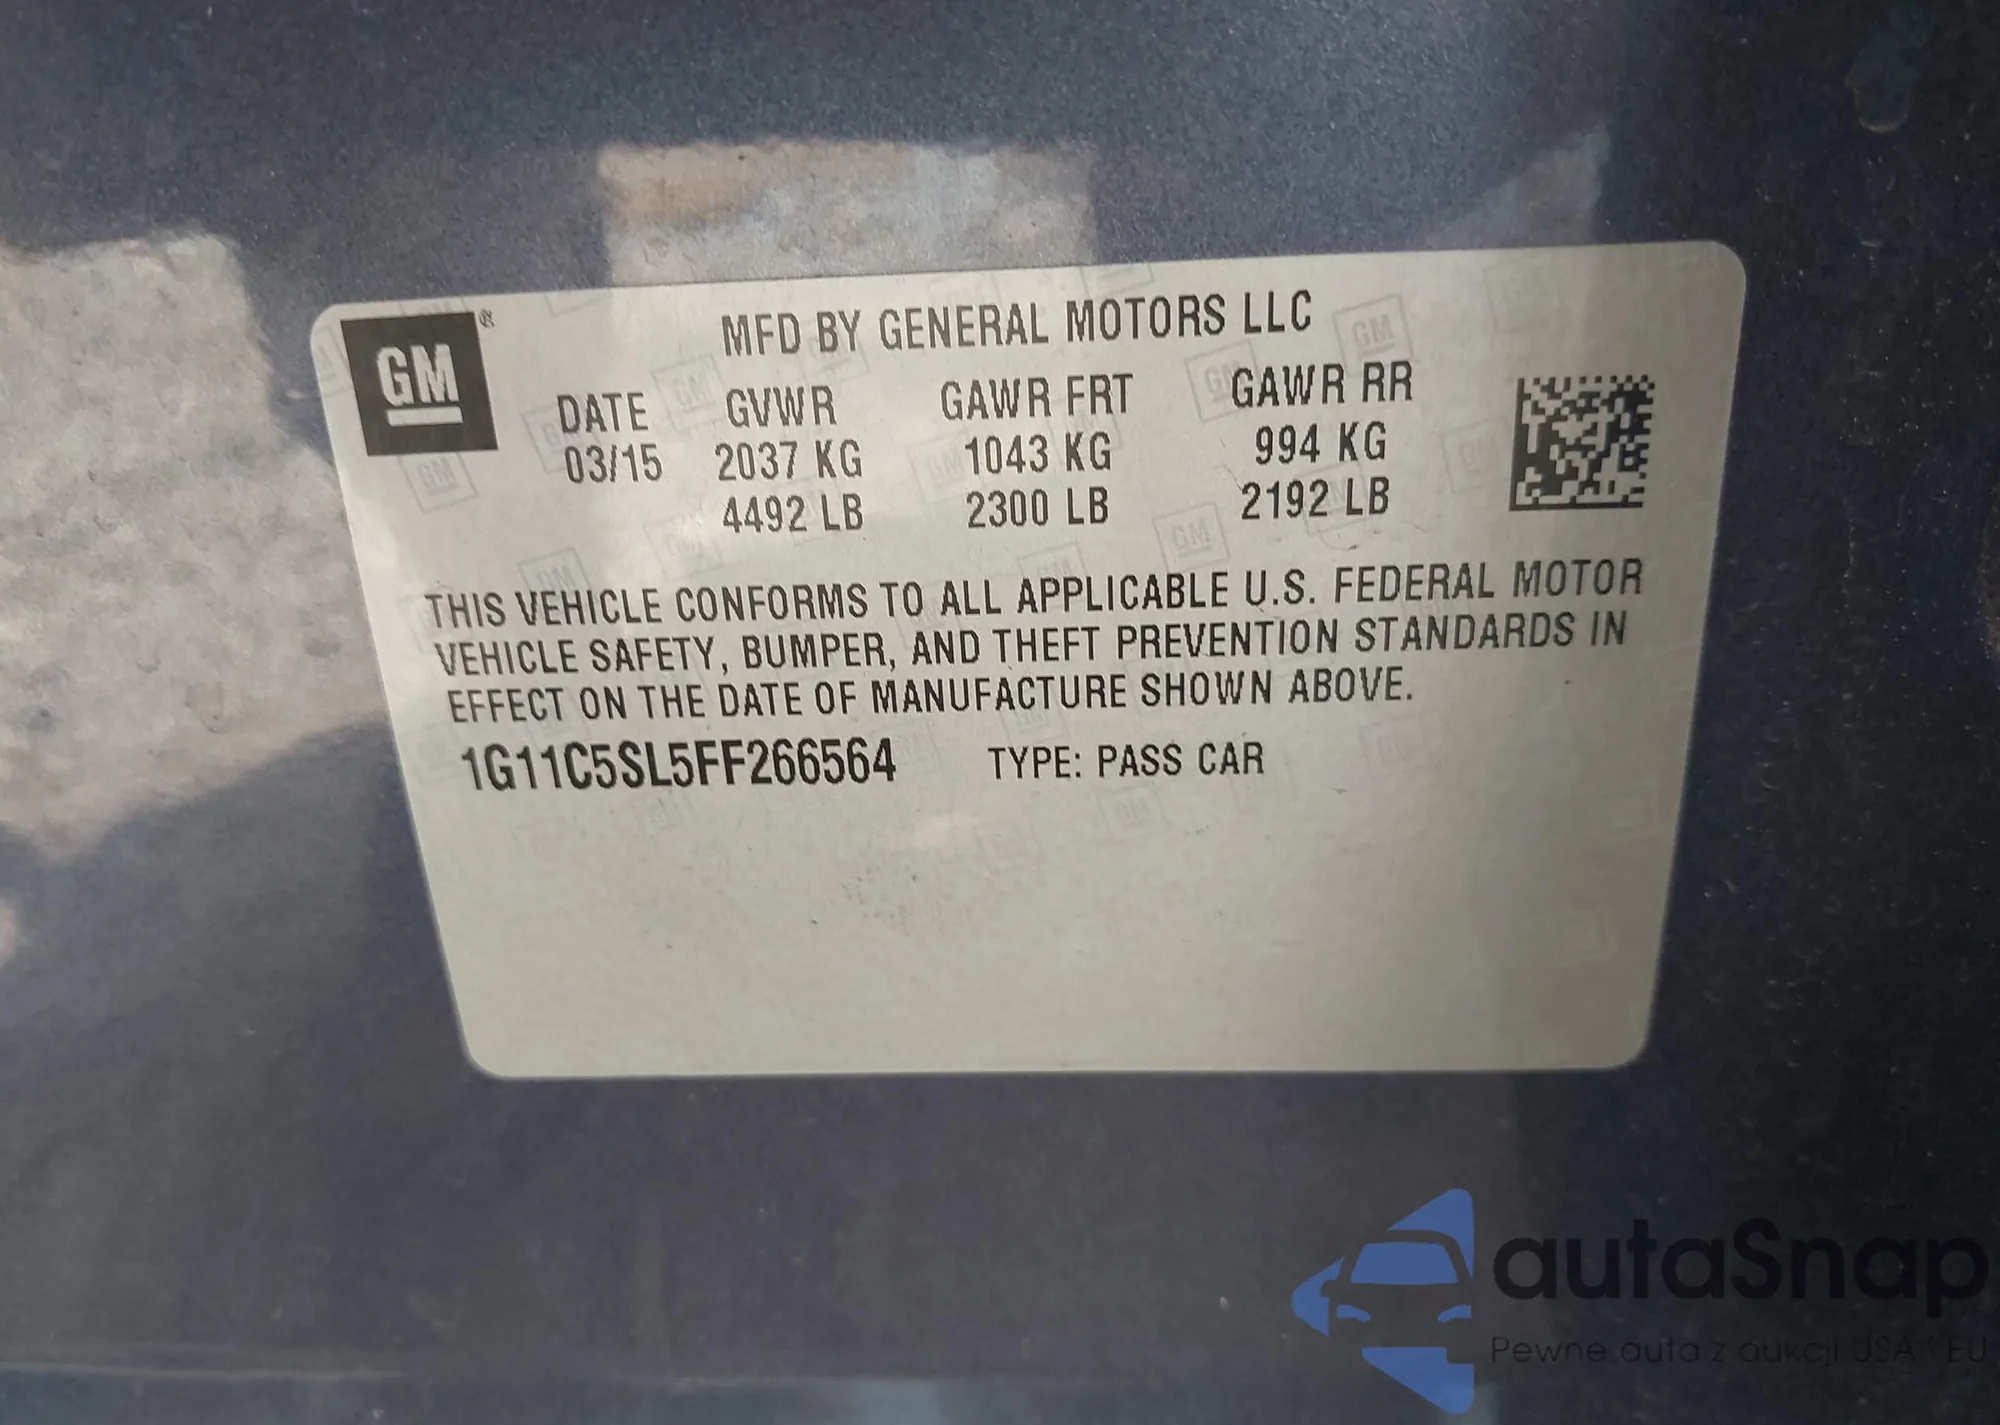 GM
MFD BY GENERAL MOTORS LLC
DATE GVWR GAWR FRT GAWR RR
03/15 2037 KG 1043 KG 994 KG
4492 LB 2300 LB 2192 LB
THIS VEHICLE CONFORMS TO ALL APPLICABLE U.S. FEDERAL MOTOR
VEHICLE SAFETY, BUMPER, AND THEFT PREVENTION STANDARDS IN
EFFECT ON THE DATE OF MANUFACTURE SHOWN ABOVE.
1G11C5SL5FF266564 TYPE: PASS CAR
autaSnap
Pewne auta z aukcji USA i EU